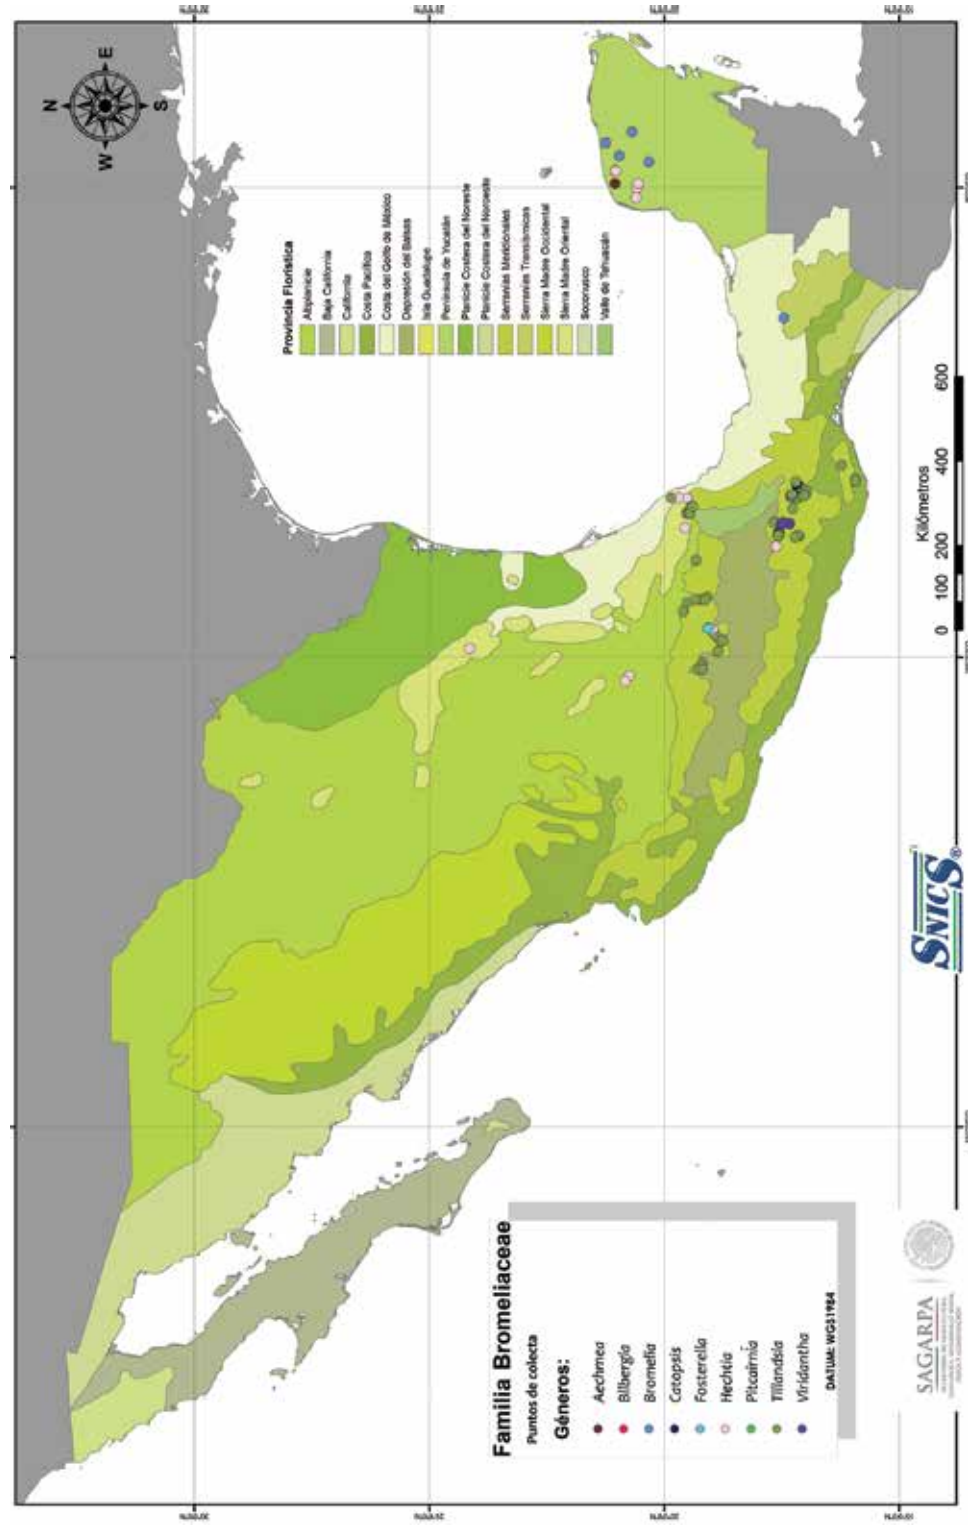 N
W E
S
Provincia Florística
Altiplanicie
Baja California
California
Costa Pacífica
Costa del Golfo de México
Depresión del Balsas
Isla Guadalupe
Península de Yucatán
Planicie Costera del Noreste
Planicie Costera del Noroeste
Serranías Meridionales
Serranías Transístmicas
Sierra Madre Occidental
Sierra Madre Oriental
Soconusco
Valle de Tehuacán
Familia Bromeliaceae
Puntos de colecta
Géneros:
Aechmea
Bilbergia
Bromelia
Catopsis
Fosterella
Hechtia
Pitcairnia
Tillandsia
Viridantha
DATUM: WGS1984
SAGARPA
SNICS®
Kilómetros
0 100 200 400 600